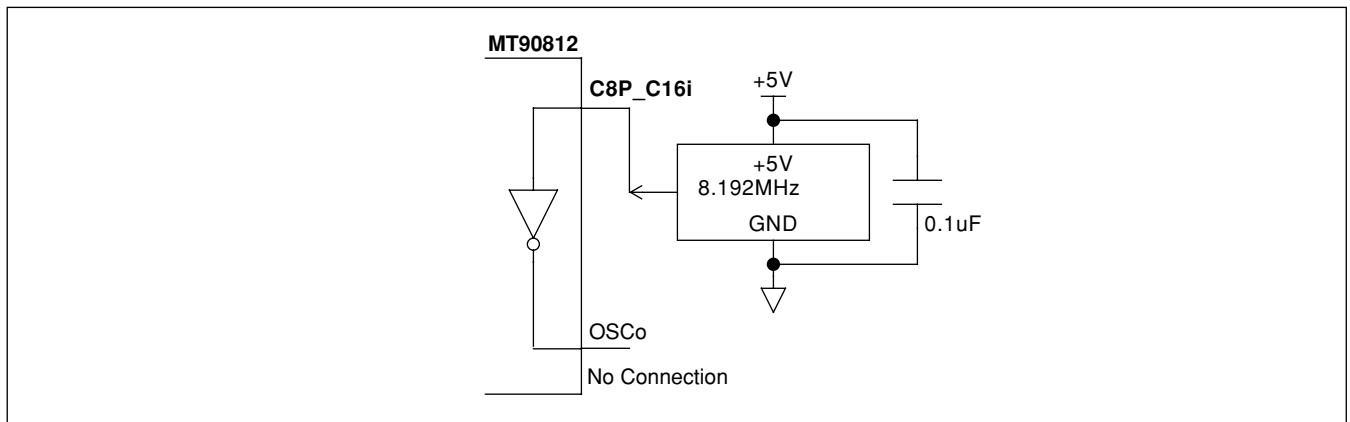 MT90812
C8P_C16i
+5V
+5V
8.192MHz
GND
0.1uF
OSCo
No Connection